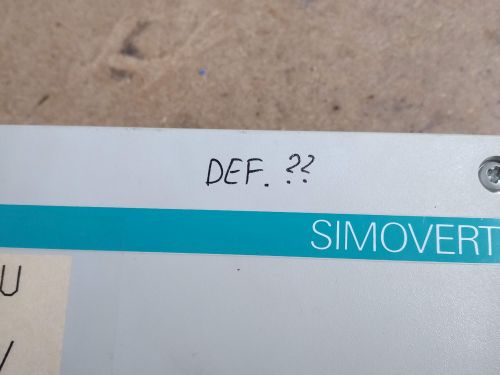 DEF. ??
SIMOVERT
U